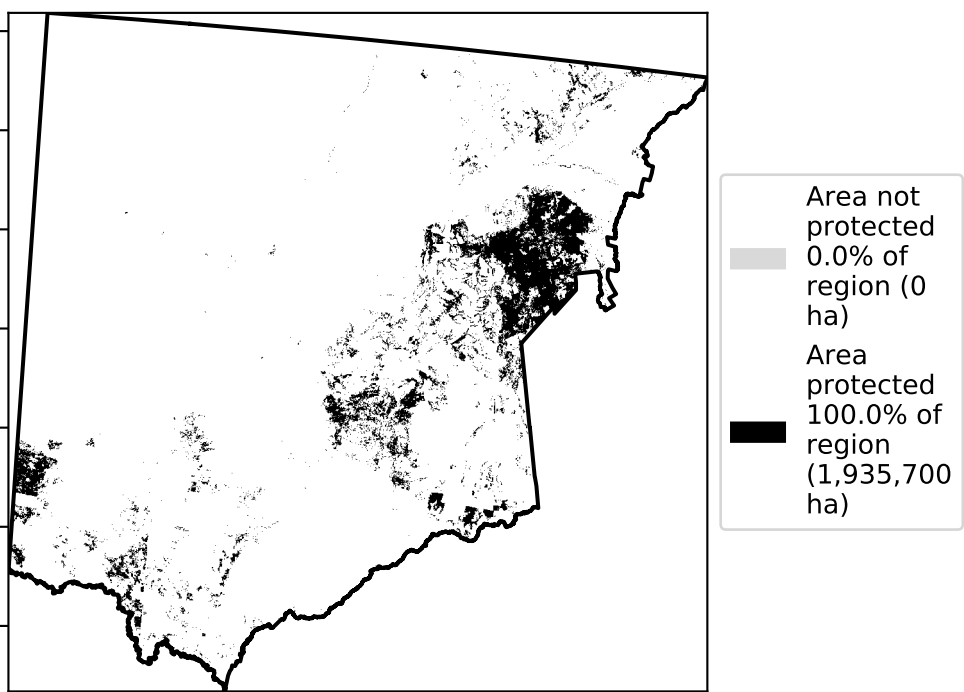 Area not
protected
0.0% of
region (0
ha)
Area
protected
100.0% of
region
(1,935,700
ha)